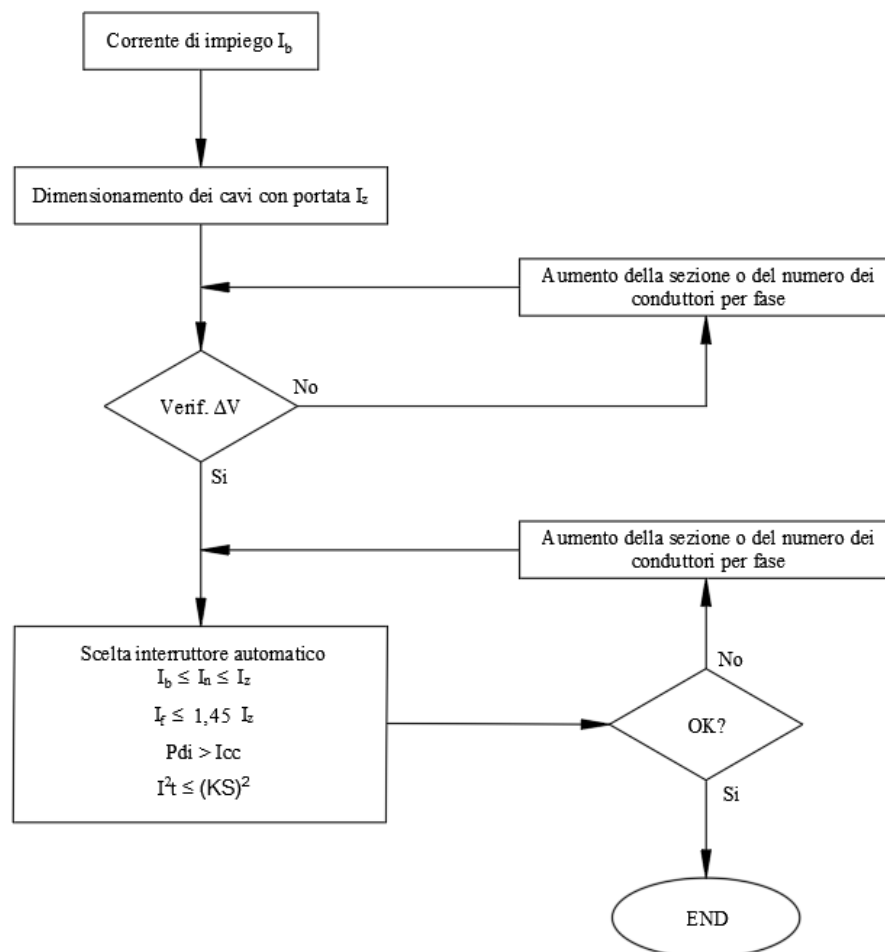 Corrente di impiego I_b
Dimensionamento dei cavi con portata I_z
Aumento della sezione o del numero dei
conduttori per fase
Verif. ΔV
No
Si
Aumento della sezione o del numero dei
conduttori per fase
Scelta interruttore automatico
I_b ≤ I_n ≤ I_z
I_f ≤ 1,45 I_z
Pdi > Icc
I²t ≤ (KS)²
No
OK?
Si
END